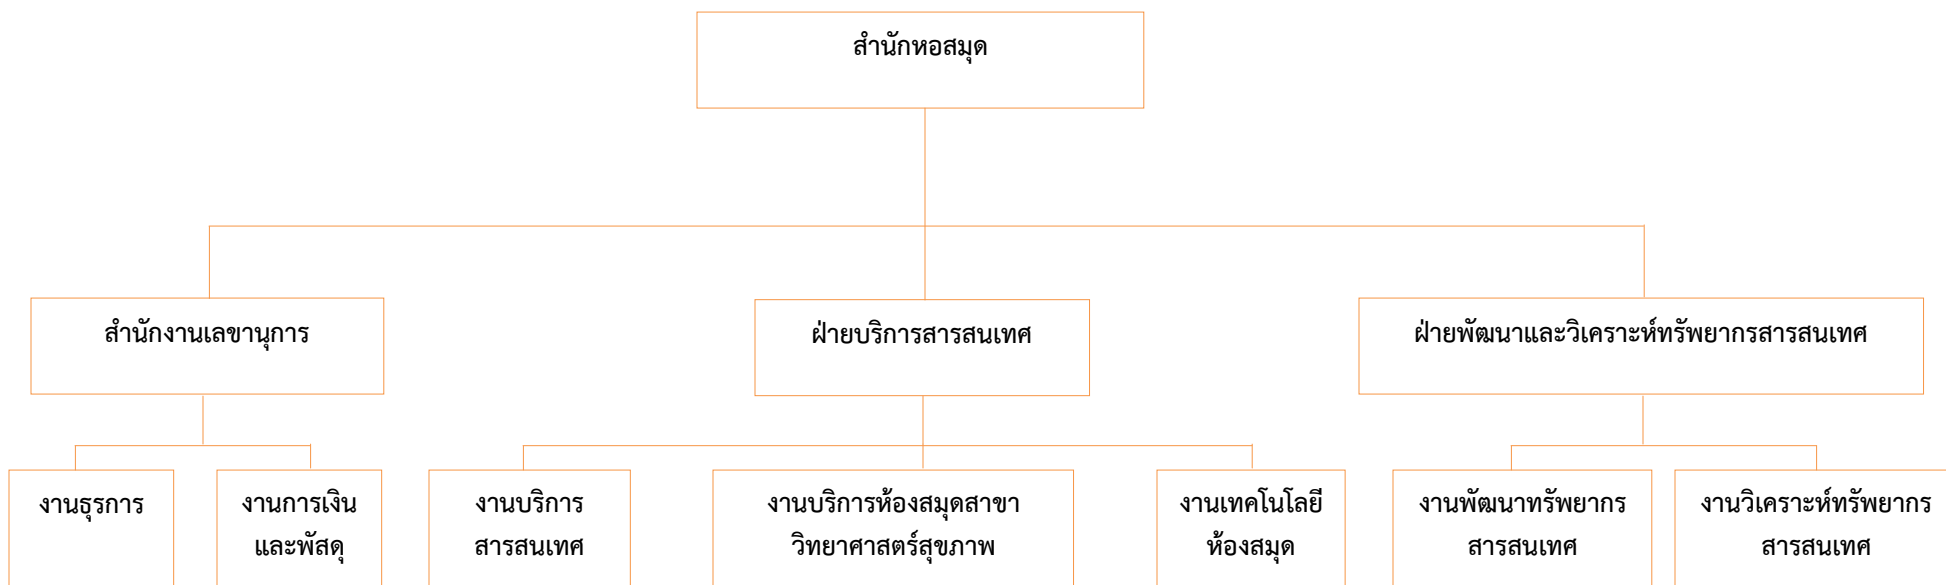 สำนักหอสมุด
สำนักงานเลขานุการ
ฝ่ายบริการสารสนเทศ
ฝ่ายพัฒนาและวิเคราะห์ทรัพยากรสารสนเทศ
งานธุรการ
งานการเงิน
และพัสดุ
งานบริการ
สารสนเทศ
งานบริการห้องสมุดสาขา
วิทยาศาสตร์สุขภาพ
งานเทคโนโลยี
ห้องสมุด
งานพัฒนาทรัพยากร
สารสนเทศ
งานวิเคราะห์ทรัพยากร
สารสนเทศ